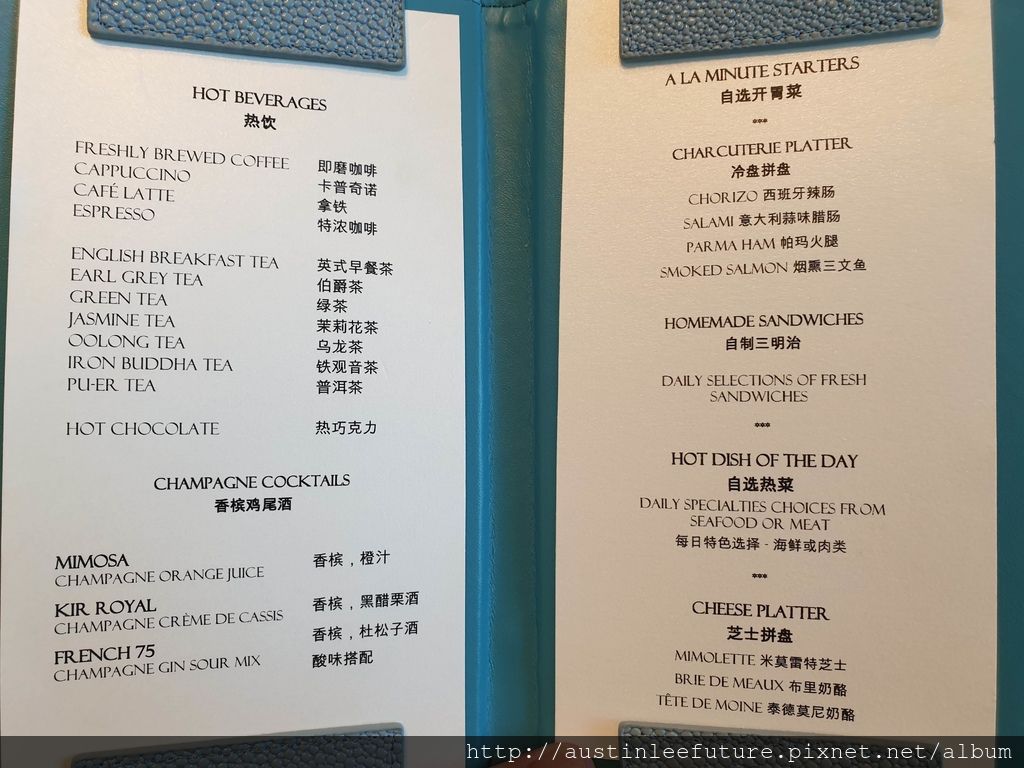 HOT BEVERAGES
热饮
FRESHLY BREWED COFFEE 即磨咖啡
CAPPUCCINO 卡普奇诺
CAFÉ LATTE 拿铁
ESPRESSO 特浓咖啡
ENGLISH BREAKFAST TEA 英式早餐茶
EARL GREY TEA 伯爵茶
GREEN TEA 绿茶
JASMINE TEA 茉莉花茶
OOLONG TEA 乌龙茶
IRON BUDDHA TEA 铁观音茶
PU-ER TEA 普洱茶
HOT CHOCOLATE 热巧克力
CHAMPAGNE COCKTAILS
香槟鸡尾酒
MIMOSA 香槟，橙汁
CHAMPAGNE ORANGE JUICE
KIR ROYAL 香槟，黑醋栗酒
CHAMPAGNE CRÈME DE CASSIS
FRENCH 75 香槟，杜松子酒
CHAMPAGNE GIN SOUR MIX 酸味搭配
A LA MINUTE STARTERS
自选开胃菜
***
CHARCUTERIE PLATTER
冷盘拼盘
CHORIZO 西班牙辣肠
SALAMI 意大利蒜味腊肠
PARMA HAM 帕玛火腿
SMOKED SALMON 烟熏三文鱼
HOMEMADE SANDWICHES
自制三明治
DAILY SELECTIONS OF FRESH
SANDWICHES
***
HOT DISH OF THE DAY
自选热菜
DAILY SPECIALTIES CHOICES FROM
SEAFOOD OR MEAT
每日特色选择 - 海鲜或肉类
***
CHEESE PLATTER
芝士拼盘
MIMOLETTE 米莫雷特芝士
BRIE DE MEAUX 布里奶酪
TÊTE DE MOINE 泰德莫尼奶酪
http://austinleefuture.pixnet.net/album